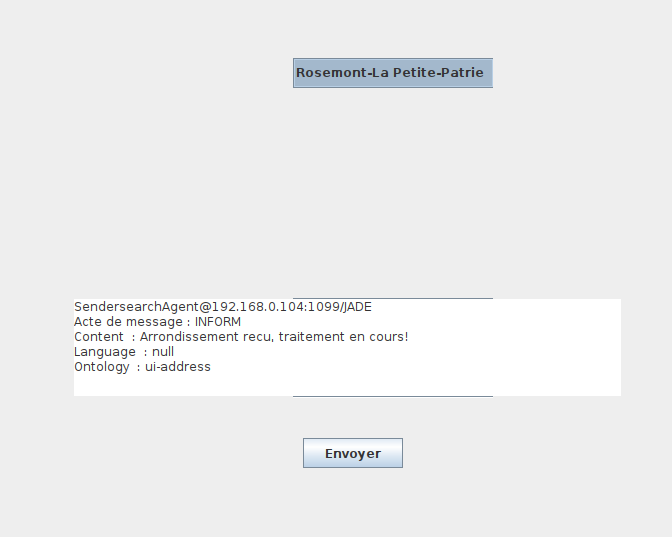 Rosemont-La Petite-Patrie
SendersearchAgent@192.168.0.104:1099/JADE
Acte de message : INFORM
Content  : Arrondissement recu, traitement en cours!
Language  : null
Ontology  : ui-address
Envoyer